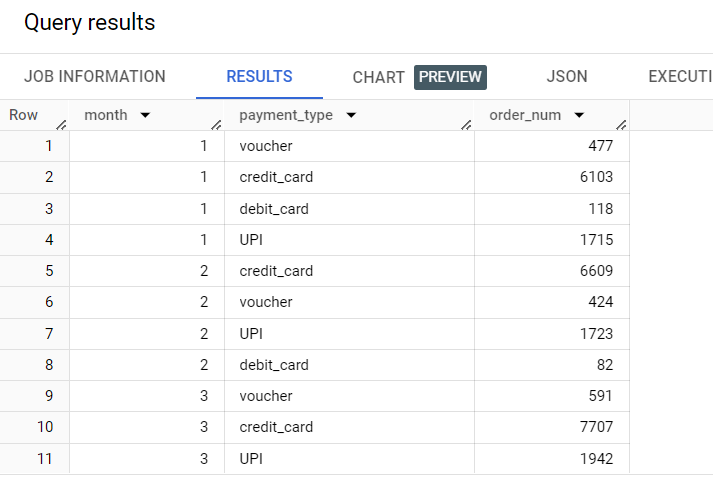 Query results
JOB INFORMATION RESULTS CHART PREVIEW JSON EXECUTI
Row month payment_type order_num
1 1 voucher 477
2 1 credit_card 6103
3 1 debit_card 118
4 1 UPI 1715
5 2 credit_card 6609
6 2 voucher 424
7 2 UPI 1723
8 2 debit_card 82
9 3 voucher 591
10 3 credit_card 7707
11 3 UPI 1942